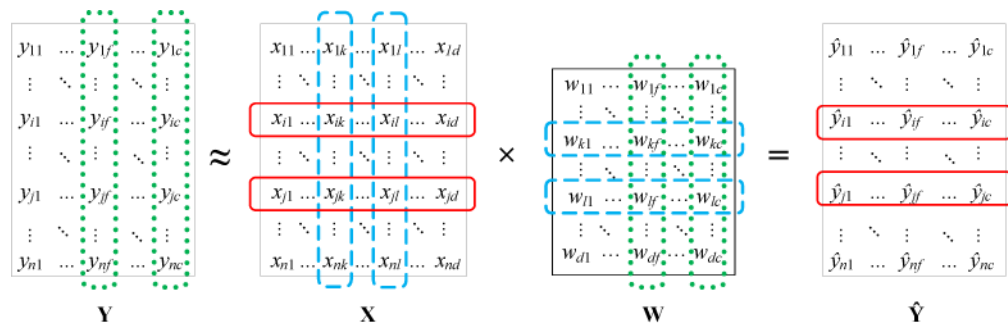 y11 … y1f … y1c
⋮ ⋱ ⋮ ⋱ ⋮
yi1 … yif … yic
⋮ ⋱ ⋮ ⋱ ⋮
yj1 … yjf … yjc
⋮ ⋱ ⋮ ⋱ ⋮
yn1 … ynf … ync
Y
≈
x11 … x1k … x1l … x1d
⋮ ⋱ ⋮ ⋱ ⋮ ⋱ ⋮
xi1 … xik … xil … xid
⋮ ⋱ ⋮ ⋱ ⋮ ⋱ ⋮
xj1 … xjk … xjl … xjd
⋮ ⋱ ⋮ ⋱ ⋮ ⋱ ⋮
xn1 … xnk … xnl … xnd
X
×
w11 … w1f … w1c
⋮ ⋱ ⋮ ⋱ ⋮
wk1 … wkf … wkc
⋮ ⋱ ⋮ ⋱ ⋮
wl1 … wlf … wlc
⋮ ⋱ ⋮ ⋱ ⋮
wd1 … wdf … wdc
W
=
ŷ11 … ŷ1f … ŷ1c
⋮ ⋱ ⋮ ⋱ ⋮
ŷi1 … ŷif … ŷic
⋮ ⋱ ⋮ ⋱ ⋮
ŷj1 … ŷjf … ŷjc
⋮ ⋱ ⋮ ⋱ ⋮
ŷn1 … ŷnf … ŷnc
Ŷ